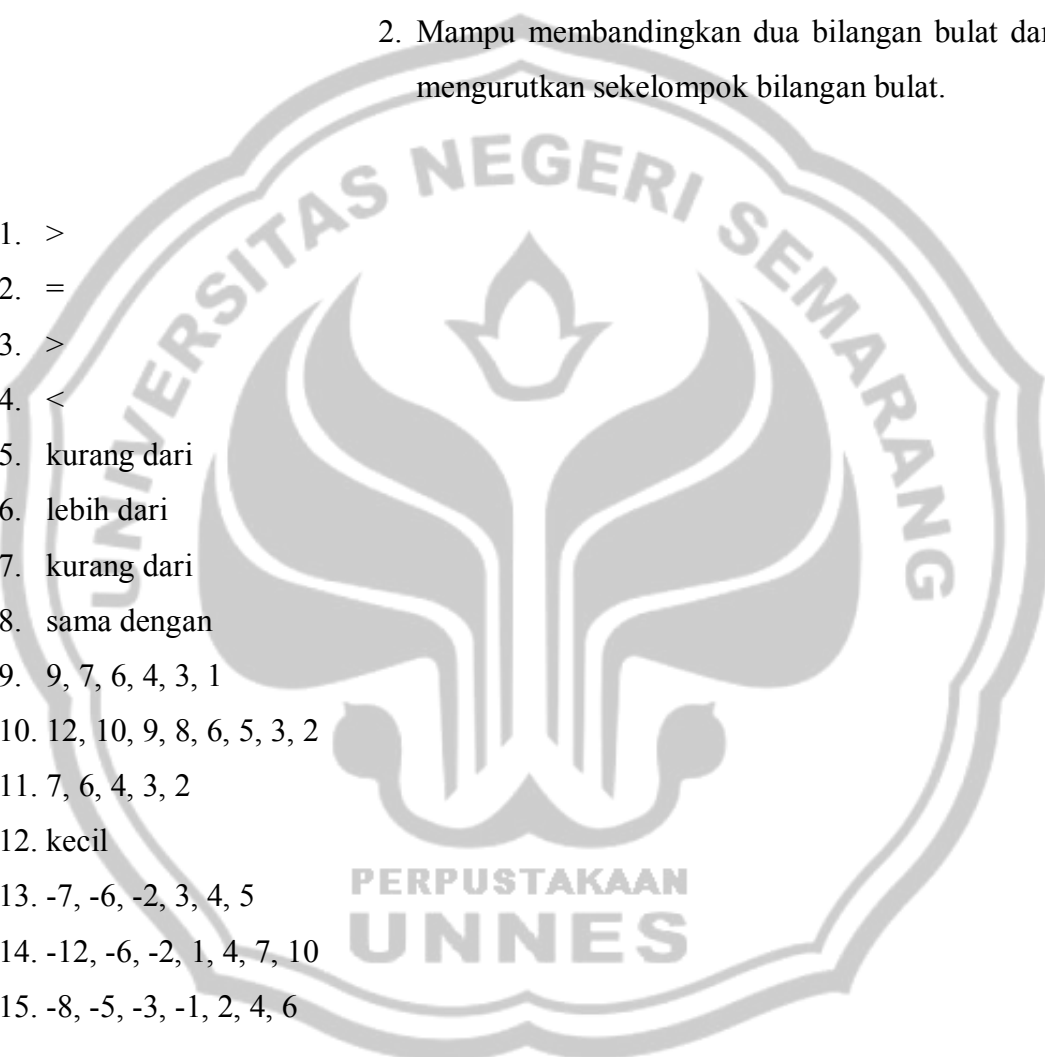 2. Mampu membandingkan dua bilangan bulat dan
mengurutkan sekelompok bilangan bulat.
UNIVERSITAS NEGERI SEMARANG
1. >
2. =
3. >
4. <
5. kurang dari
6. lebih dari
7. kurang dari
8. sama dengan
9. 9, 7, 6, 4, 3, 1
10. 12, 10, 9, 8, 6, 5, 3, 2
11. 7, 6, 4, 3, 2
12. kecil
13. -7, -6, -2, 3, 4, 5
14. -12, -6, -2, 1, 4, 7, 10
15. -8, -5, -3, -1, 2, 4, 6
PERPUSTAKAAN
UNNES